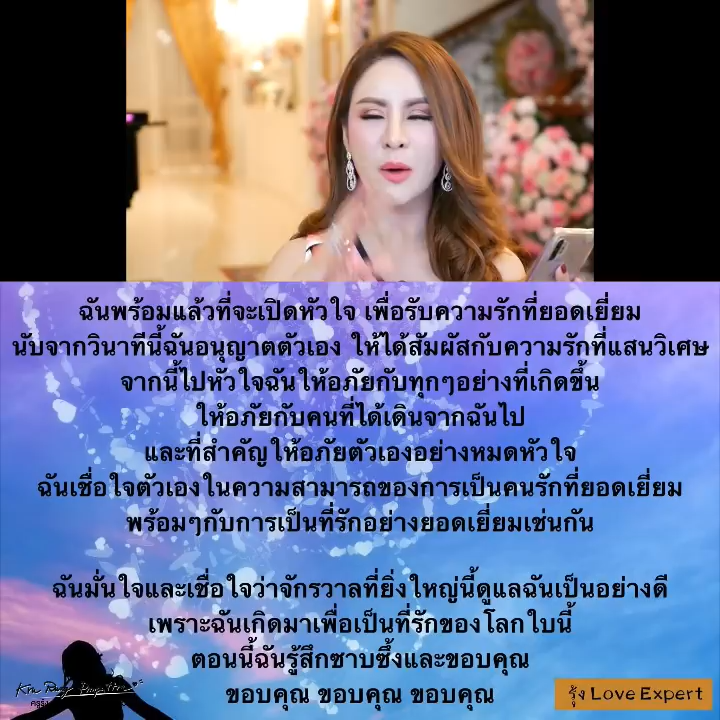 ฉันพร้อมแล้วที่จะเปิดหัวใจ เพื่อรับความรักที่ยอดเยี่ยม
นับจากวินาทีนี้ฉันอนุญาตตัวเอง ให้ได้สัมผัสกับความรักที่แสนวิเศษ
จากนี้ไปหัวใจฉันให้อภัยกับทุกๆอย่างที่เกิดขึ้น
ให้อภัยกับคนที่ได้เดินจากฉันไป
และที่สำคัญให้อภัยตัวเองอย่างหมดหัวใจ
ฉันเชื่อใจตัวเองในความสามารถของการเป็นคนรักที่ยอดเยี่ยม
พร้อมๆกับการเป็นที่รักอย่างยอดเยี่ยมเช่นกัน
ฉันมั่นใจและเชื่อใจว่าจักรวาลที่ยิ่งใหญ่นี้ดูแลฉันเป็นอย่างดี
เพราะฉันเกิดมาเพื่อเป็นที่รักของโลกใบนี้
ตอนนี้ฉันรู้สึกซาบซึ้งและขอบคุณ
ขอบคุณ ขอบคุณ ขอบคุณ
ครูรุ้ง
รุ้ง Love Expert